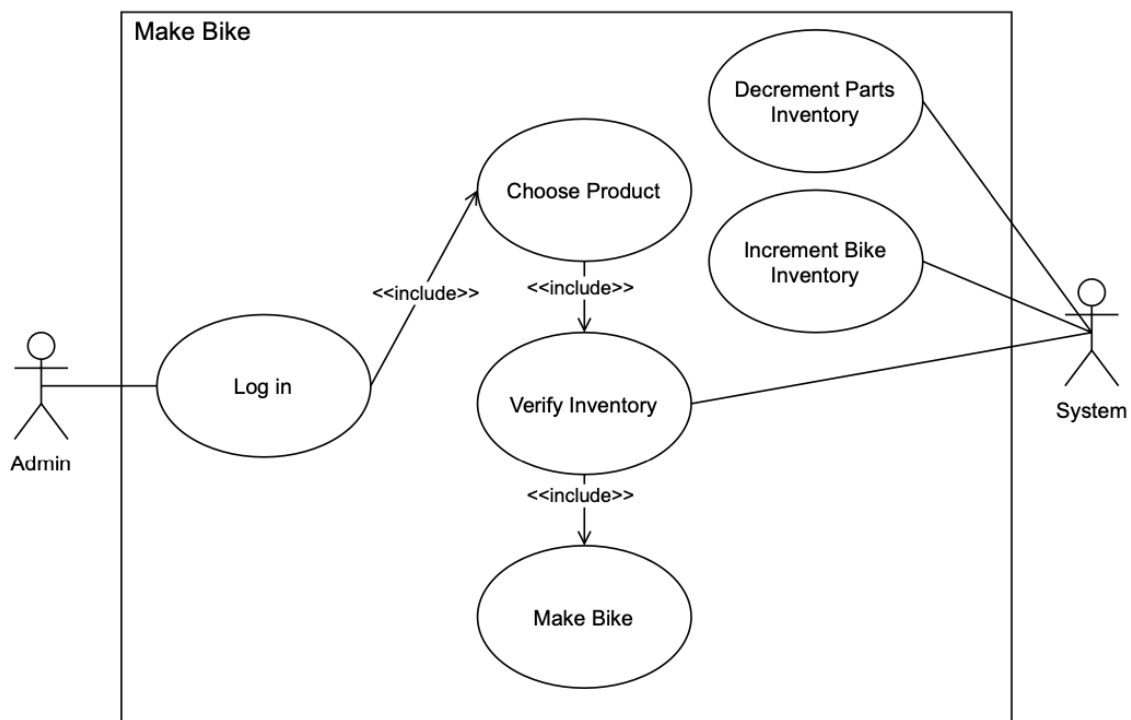 Make Bike
Decrement Parts
Inventory
Choose Product
Increment Bike
Inventory
<<include>>
<<include>>
Log in
Verify Inventory
System
Admin
<<include>>
Make Bike